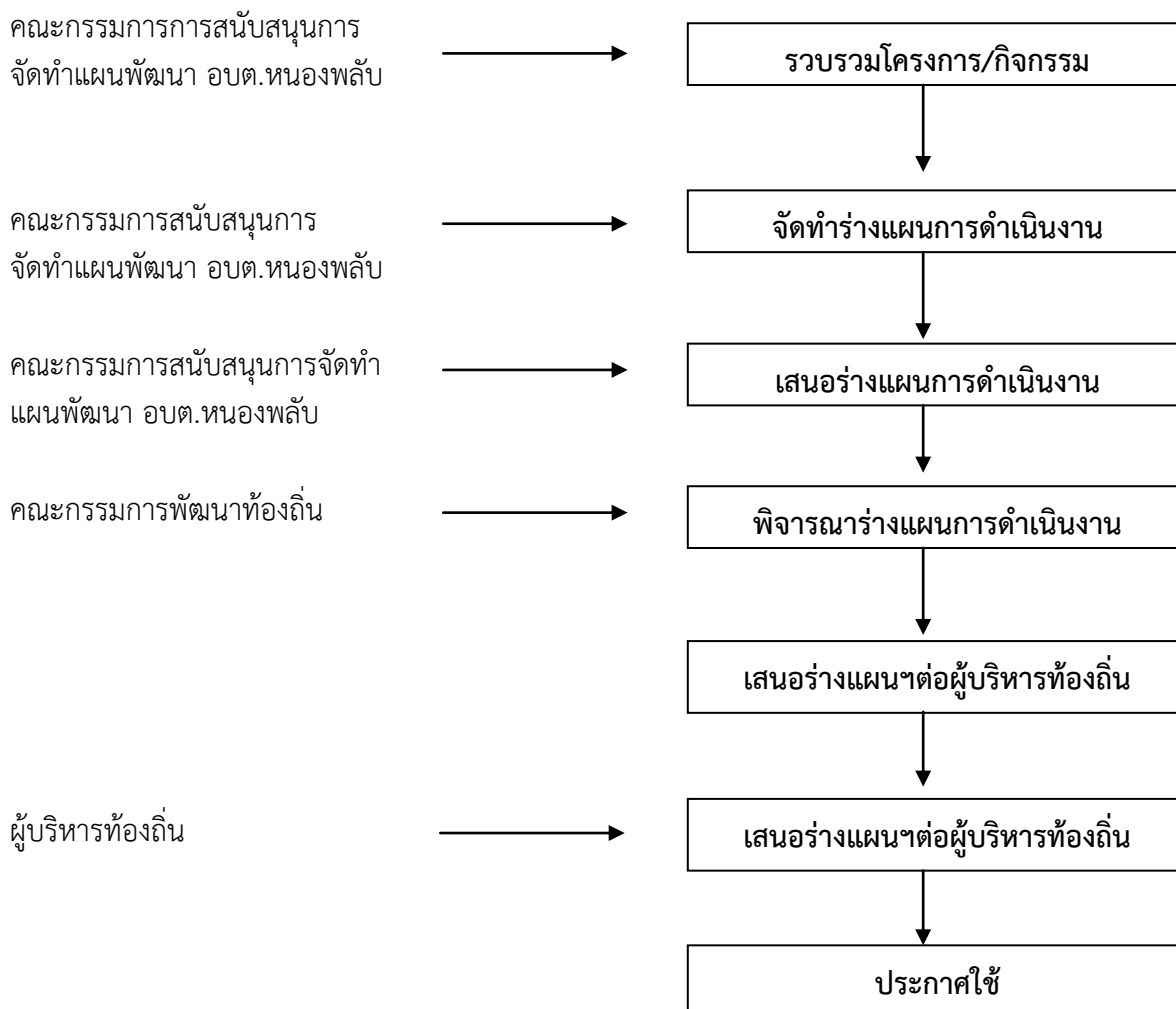 คณะกรรมการการสนับสนุนการ
จัดทำแผนพัฒนา อบต.หนองพลับ
รวบรวมโครงการ/กิจกรรม
คณะกรรมการสนับสนุนการ
จัดทำแผนพัฒนา อบต.หนองพลับ
จัดทำร่างแผนการดำเนินงาน
คณะกรรมการสนับสนุนการจัดทำ
แผนพัฒนา อบต.หนองพลับ
เสนอร่างแผนการดำเนินงาน
คณะกรรมการพัฒนาท้องถิ่น
พิจารณาร่างแผนการดำเนินงาน
เสนอร่างแผนฯต่อผู้บริหารท้องถิ่น
ผู้บริหารท้องถิ่น
เสนอร่างแผนฯต่อผู้บริหารท้องถิ่น
ประกาศใช้